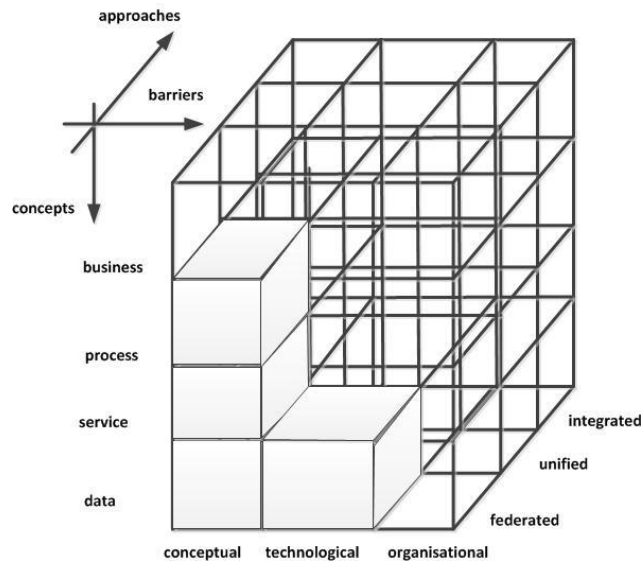 approaches
barriers
concepts
business
process
service
data
integrated
unified
federated
conceptual technological organisational